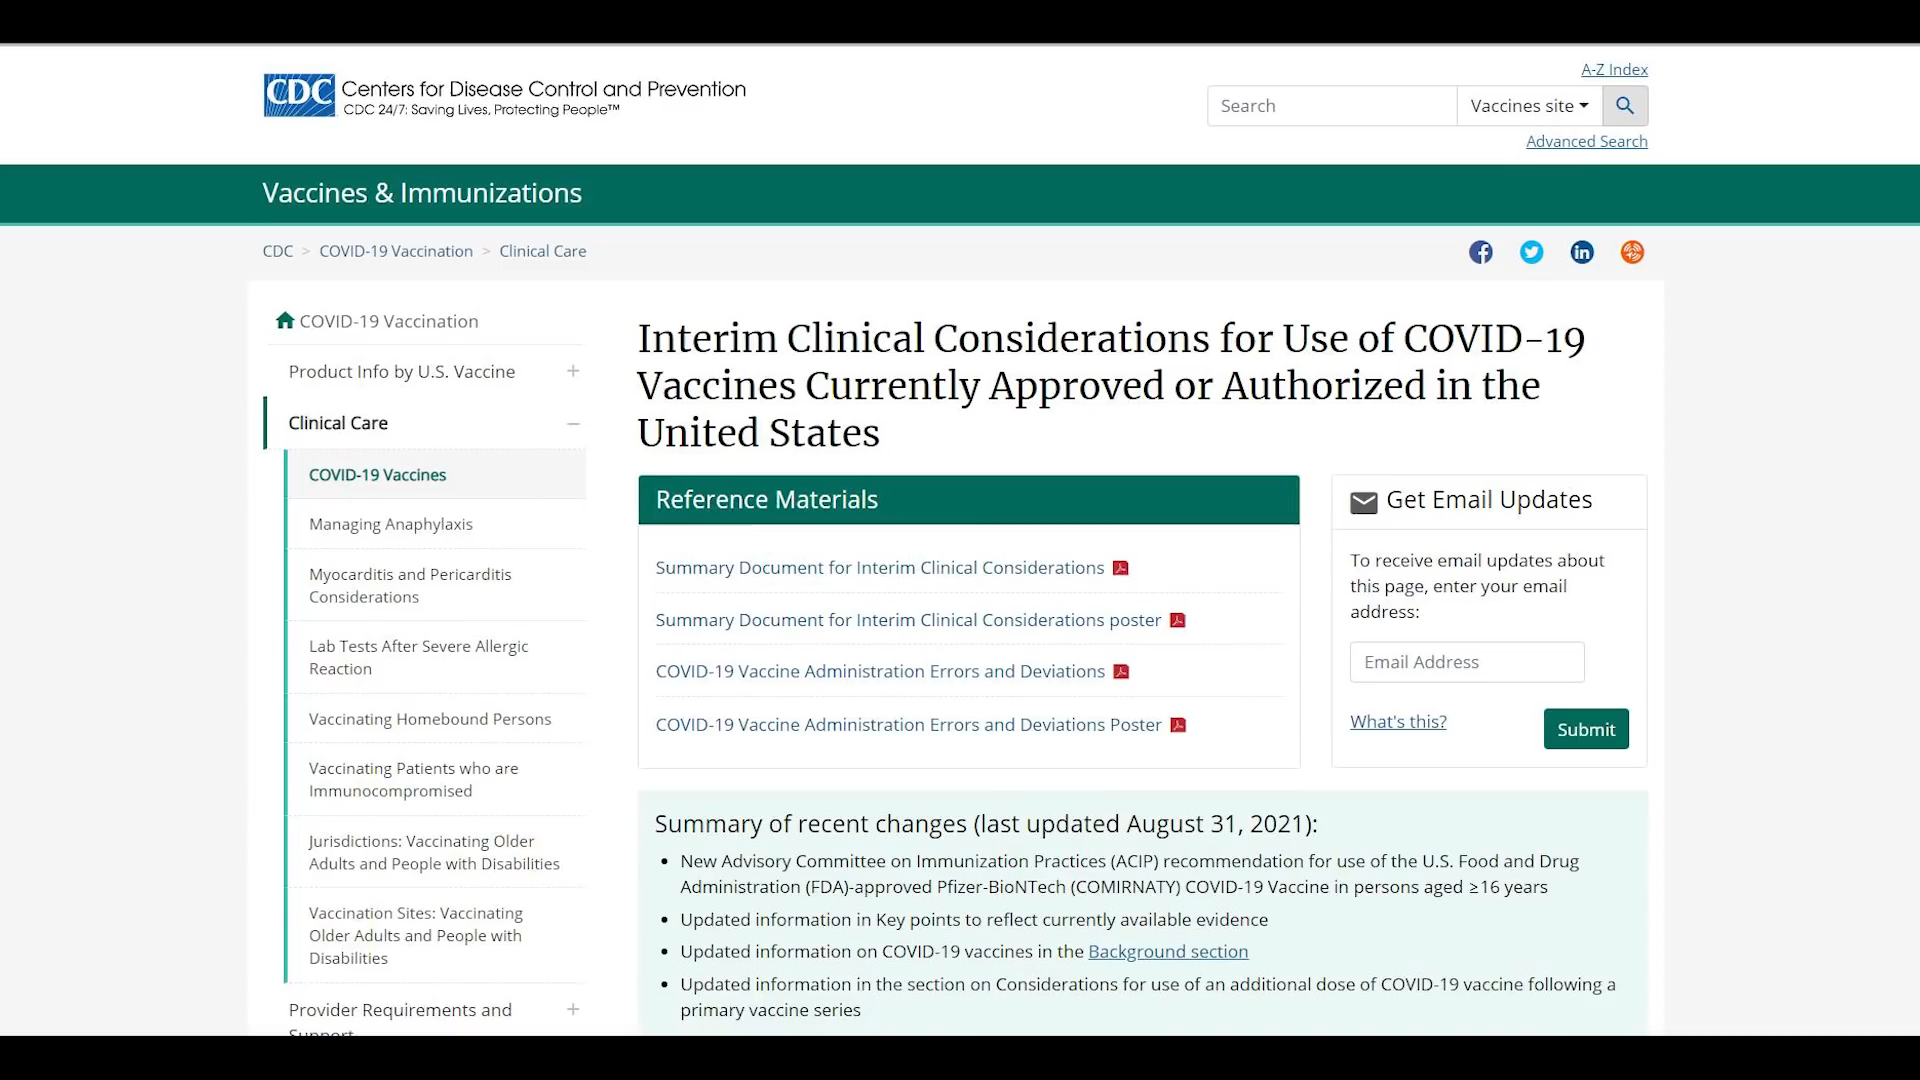 CDC Centers for Disease Control and Prevention
CDC 24/7: Saving Lives, Protecting People™
A-Z Index
Search
Vaccines site
Advanced Search
Vaccines & Immunizations
CDC > COVID-19 Vaccination > Clinical Care
COVID-19 Vaccination
Product Info by U.S. Vaccine
Clinical Care
COVID-19 Vaccines
Managing Anaphylaxis
Myocarditis and Pericarditis
Considerations
Lab Tests After Severe Allergic
Reaction
Vaccinating Homebound Persons
Vaccinating Patients who are
Immunocompromised
Jurisdictions: Vaccinating Older
Adults and People with Disabilities
Vaccination Sites: Vaccinating
Older Adults and People with
Disabilities
Provider Requirements and
Support
Interim Clinical Considerations for Use of COVID-19
Vaccines Currently Approved or Authorized in the
United States
Reference Materials
Summary Document for Interim Clinical Considerations
Summary Document for Interim Clinical Considerations poster
COVID-19 Vaccine Administration Errors and Deviations
COVID-19 Vaccine Administration Errors and Deviations Poster
Get Email Updates
To receive email updates about
this page, enter your email
address:
Email Address
What's this?
Submit
Summary of recent changes (last updated August 31, 2021):
• New Advisory Committee on Immunization Practices (ACIP) recommendation for use of the U.S. Food and Drug
Administration (FDA)-approved Pfizer-BioNTech (COMIRNATY) COVID-19 Vaccine in persons aged ≥16 years
• Updated information in Key points to reflect currently available evidence
• Updated information on COVID-19 vaccines in the Background section
• Updated information in the section on Considerations for use of an additional dose of COVID-19 vaccine following a
primary vaccine series